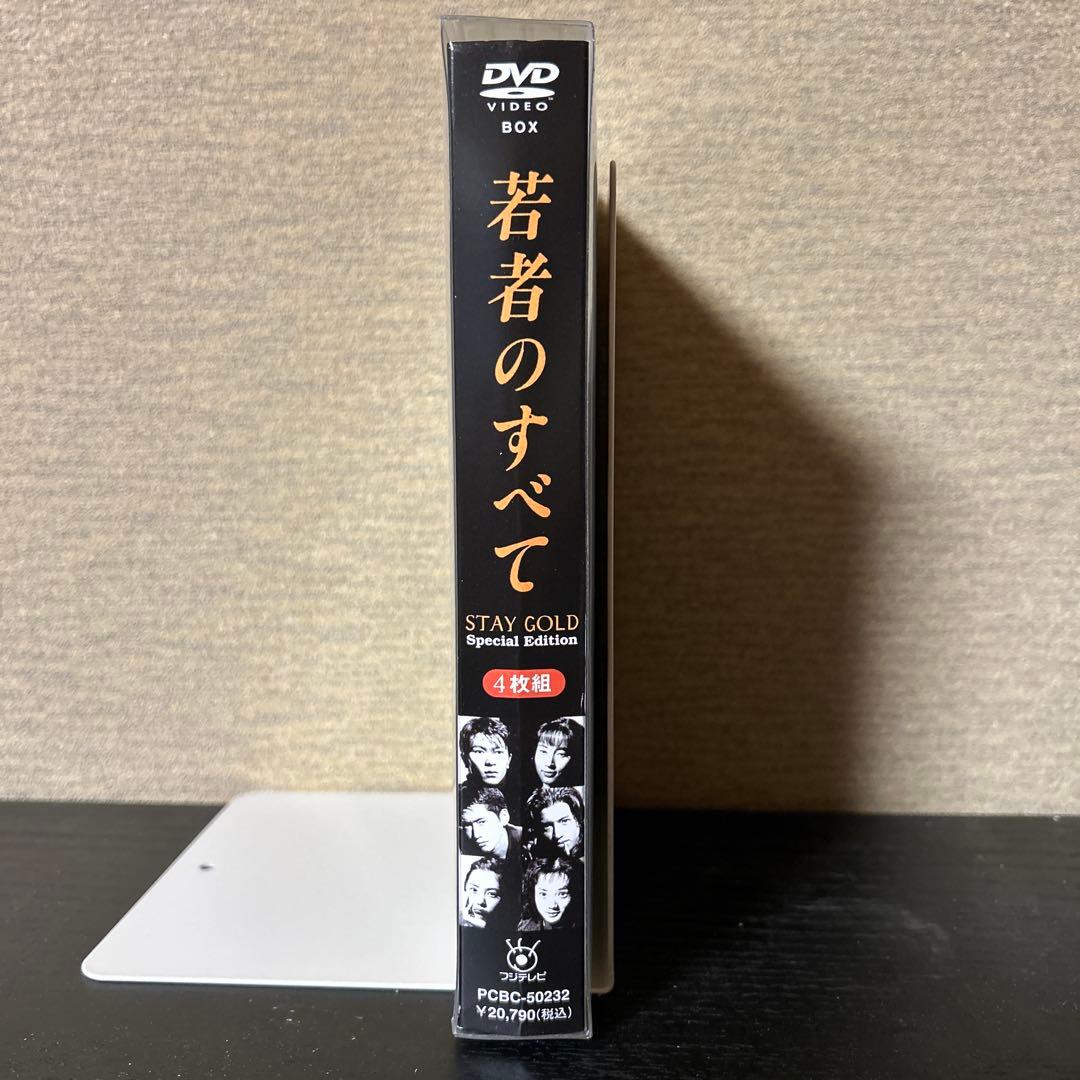 DVD
VIDEO™
BOX
若者のすべて
STAY GOLD
Special Edition
4枚組
フジテレビ
PCBC-50232
¥20,790(税込)